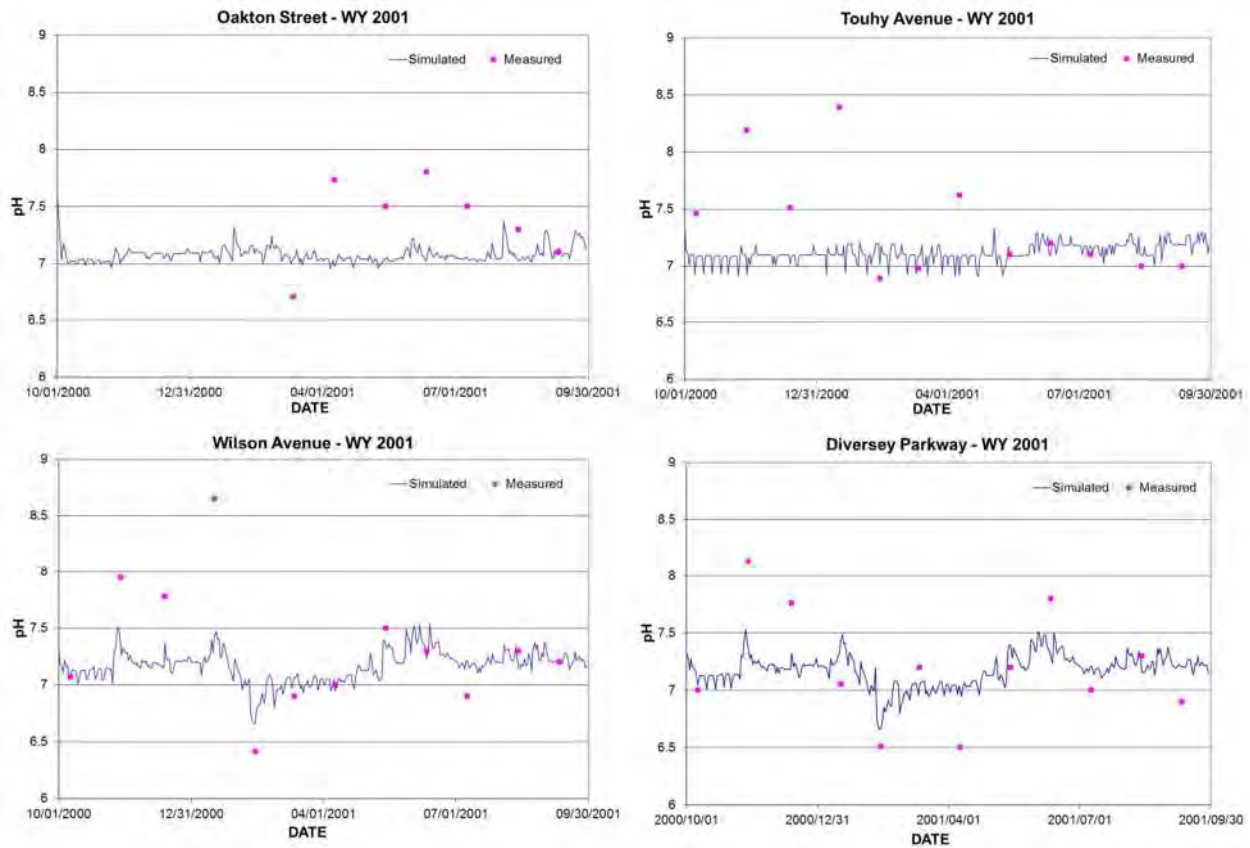 Oakton Street - WY 2001
9
Simulated Measured
8.5
8
7.5
pH
7
6.5
6
10/01/2000 12/31/2000 04/01/2001 07/01/2001 09/30/2001
DATE
Touhy Avenue - WY 2001
9
Simulated Measured
8.5
8
7.5
pH
7
6.5
6
10/01/2000 12/31/2000 04/01/2001 07/01/2001 09/30/2001
DATE
Wilson Avenue - WY 2001
9
Simulated Measured
8.5
8
7.5
pH
7
6.5
6
10/01/2000 12/31/2000 04/01/2001 07/01/2001 09/30/2001
DATE
Diversey Parkway - WY 2001
9
Simulated Measured
8.5
8
7.5
pH
7
6.5
6
2000/10/01 2000/12/31 2001/04/01 2001/07/01 2001/09/30
DATE